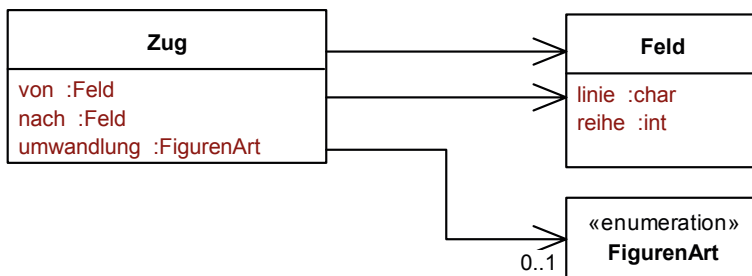 Zug
von :Feld
nach :Feld
umwandlung :FigurenArt
Feld
linie :char
reihe :int
«enumeration»
FigurenArt
0..1